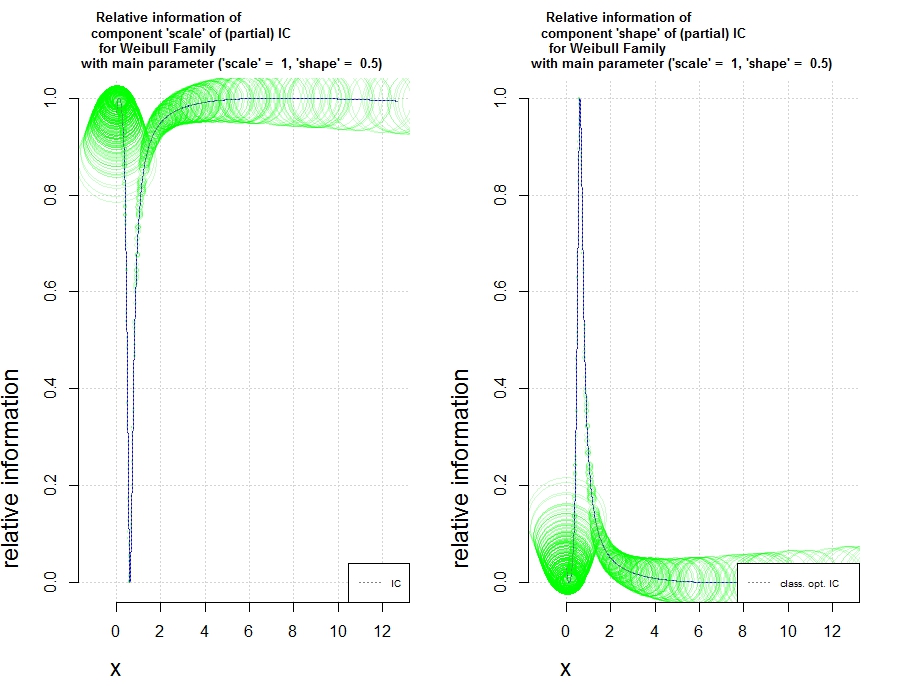 Relative information of
component 'scale' of (partial) IC
for Weibull Family
with main parameter ('scale' = 1, 'shape' = 0.5)
relative information
1.0
0.8
0.6
0.4
0.2
0.0
IC
0 2 4 6 8 10 12
x
Relative information of
component 'shape' of (partial) IC
for Weibull Family
with main parameter ('scale' = 1, 'shape' = 0.5)
relative information
1.0
0.8
0.6
0.4
0.2
0.0
class. opt. IC
0 2 4 6 8 10 12
x